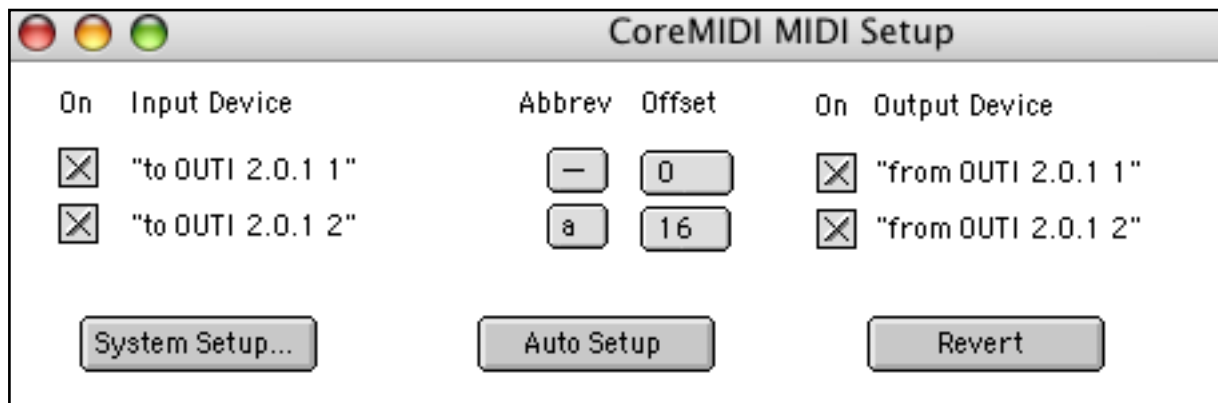 CoreMIDI MIDI Setup
On Input Device Abbrev Offset On Output Device
"to OUTI 2.0.1 1" — 0 "from OUTI 2.0.1 1"
"to OUTI 2.0.1 2" a 16 "from OUTI 2.0.1 2"
System Setup... Auto Setup Revert